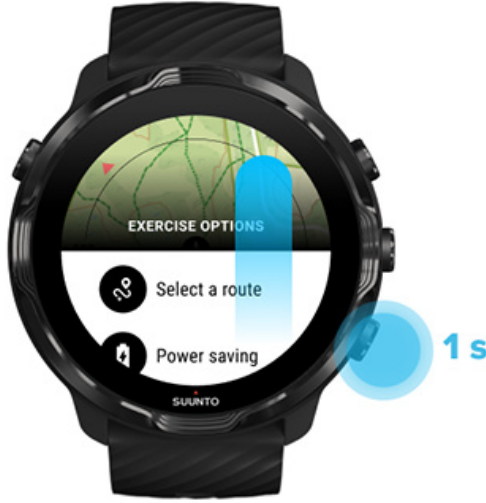 EXERCISE OPTIONS
Select a route
Power saving
SUUNTO
1 s